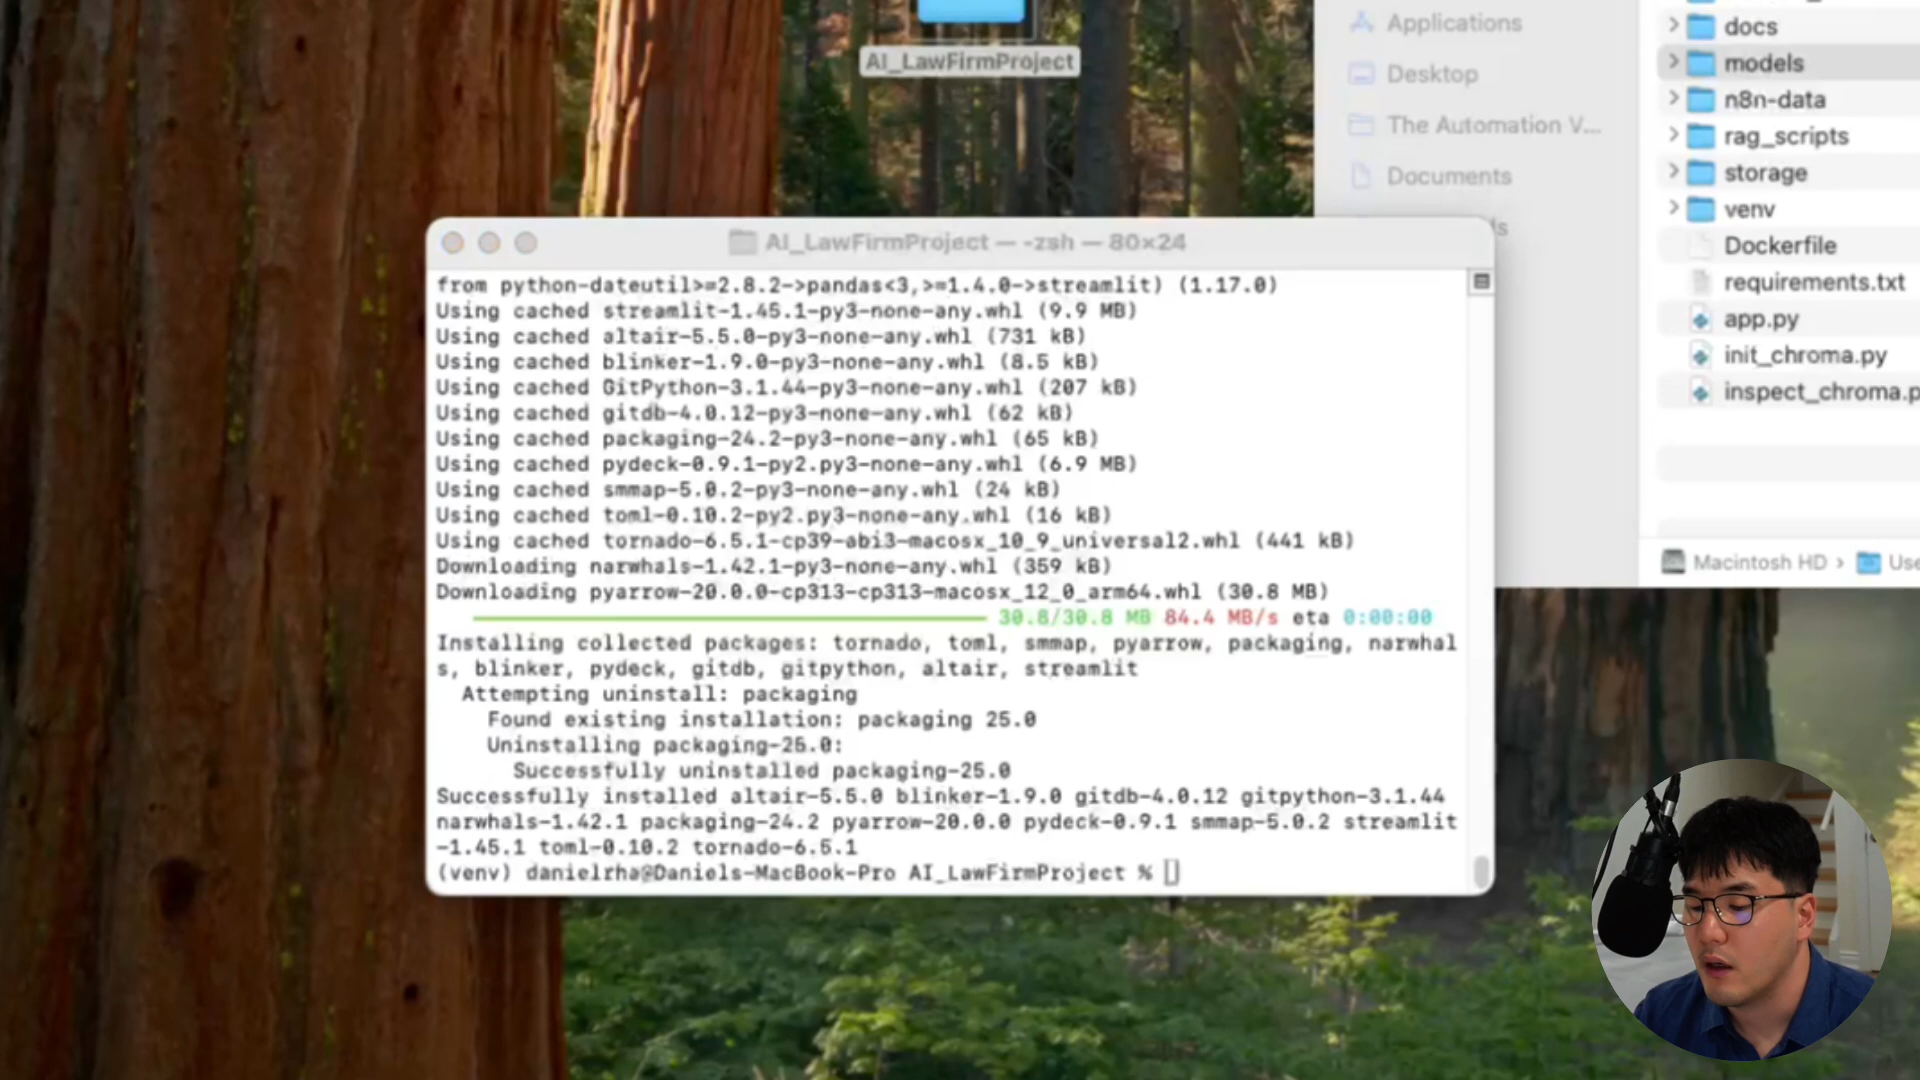 AI_LawFirmProject
Applications
Desktop
The Automation V...
Documents
docs
models
n8n-data
rag_scripts
storage
venv
Dockerfile
requirements.txt
app.py
init_chroma.py
inspect_chroma.p
Macintosh HD › Use
AI_LawFirmProject — -zsh — 80×24
from python-dateutil>=2.8.2->pandas<3,>=1.4.0->streamlit) (1.17.0)
Using cached streamlit-1.45.1-py3-none-any.whl (9.9 MB)
Using cached altair-5.5.0-py3-none-any.whl (731 kB)
Using cached blinker-1.9.0-py3-none-any.whl (8.5 kB)
Using cached GitPython-3.1.44-py3-none-any.whl (207 kB)
Using cached gitdb-4.0.12-py3-none-any.whl (62 kB)
Using cached packaging-24.2-py3-none-any.whl (65 kB)
Using cached pydeck-0.9.1-py2.py3-none-any.whl (6.9 MB)
Using cached smmap-5.0.2-py3-none-any.whl (24 kB)
Using cached toml-0.10.2-py2.py3-none-any.whl (16 kB)
Using cached tornado-6.5.1-cp39-abi3-macosx_10_9_universal2.whl (441 kB)
Downloading narwhals-1.42.1-py3-none-any.whl (359 kB)
Downloading pyarrow-20.0.0-cp313-cp313-macosx_12_0_arm64.whl (30.8 MB)
30.8/30.8 MB 84.4 MB/s eta 0:00:00
Installing collected packages: tornado, toml, smmap, pyarrow, packaging, narwhal
s, blinker, pydeck, gitdb, gitpython, altair, streamlit
Attempting uninstall: packaging
Found existing installation: packaging 25.0
Uninstalling packaging-25.0:
Successfully uninstalled packaging-25.0
Successfully installed altair-5.5.0 blinker-1.9.0 gitdb-4.0.12 gitpython-3.1.44
narwhals-1.42.1 packaging-24.2 pyarrow-20.0.0 pydeck-0.9.1 smmap-5.0.2 streamlit
-1.45.1 toml-0.10.2 tornado-6.5.1
(venv) danielrha@Daniels-MacBook-Pro AI_LawFirmProject %